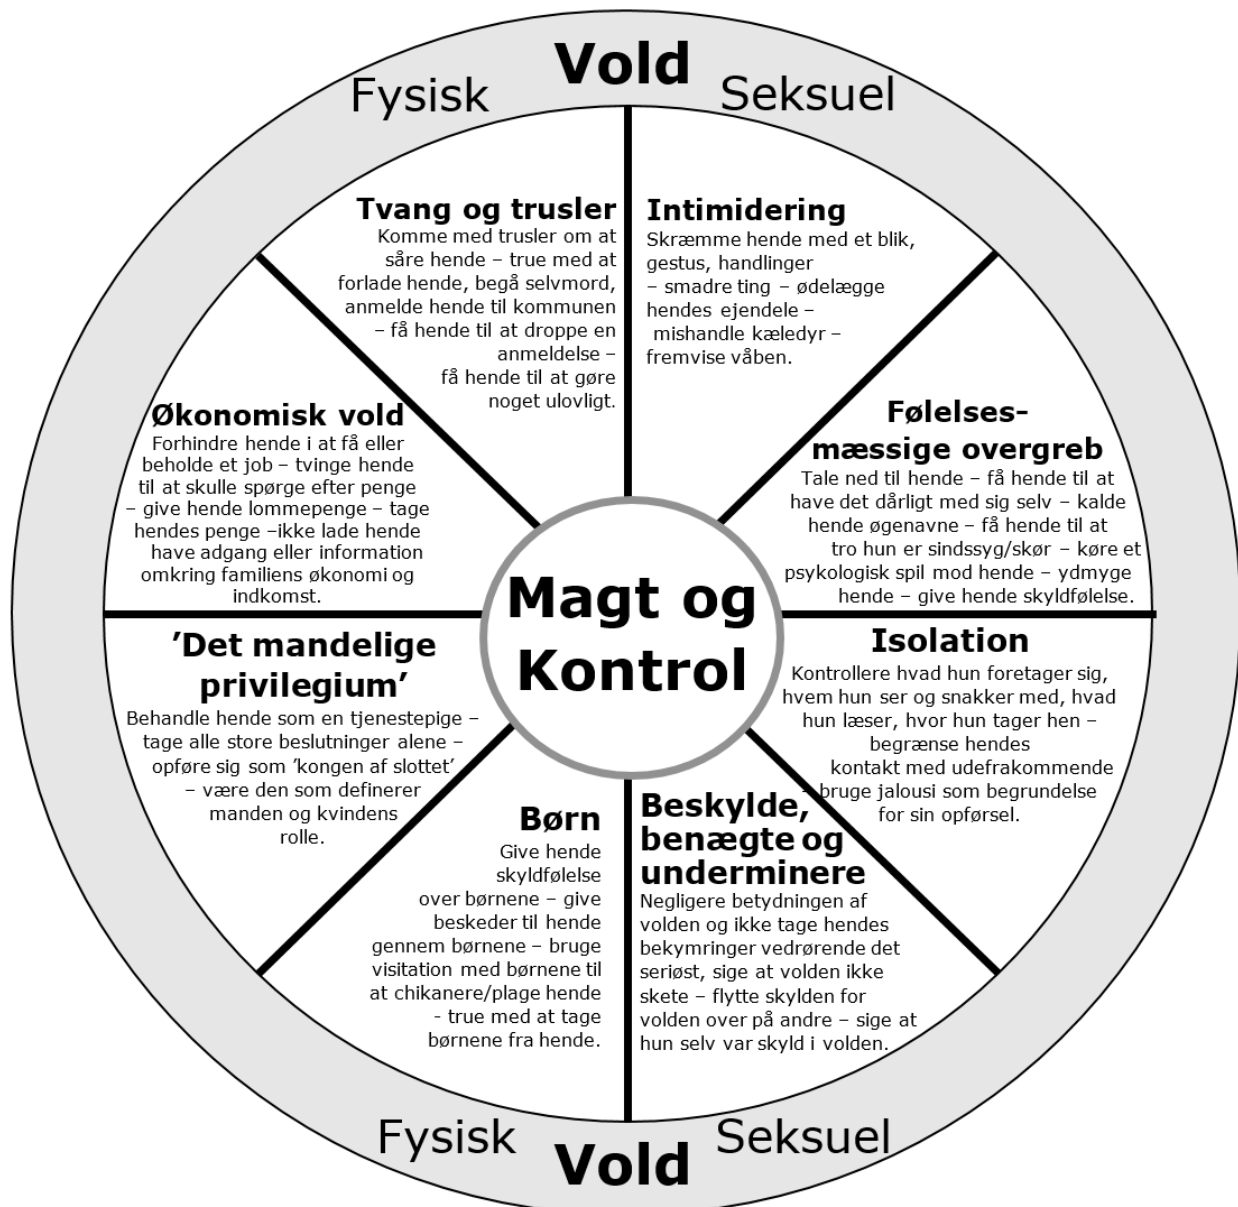 Vold
Fysisk
Seksuel
Tvang og trusler
Komme med trusler om at
såre hende – true med at
forlade hende, begå selvmord,
anmelde hende til kommunen
– få hende til at droppe en
anmeldelse –
få hende til at gøre
noget ulovligt.
Intimidering
Skræmme hende med et blik,
gestus, handlinger
– smadre ting – ødelægge
hendes ejendele –
mishandle kæledyr –
fremvise våben.
Økonomisk vold
Forhindre hende i at få eller
beholde et job – tvinge hende
til at skulle spørge efter penge
– give hende lommepenge – tage
hendes penge –ikke lade hende
have adgang eller information
omkring familiens økonomi og
indkomst.
Følelses-
mæssige overgreb
Tale ned til hende – få hende til at
have det dårligt med sig selv – kalde
hende øgenavne – få hende til at
tro hun er sindssyg/skør – køre et
psykologisk spil mod hende – ydmyge
hende – give hende skyldfølelse.
Magt og
Kontrol
'Det mandelige
privilegium'
Behandle hende som en tjenestepige –
tage alle store beslutninger alene –
opføre sig som 'kongen af slottet'
– være den som definerer
manden og kvindens
rolle.
Isolation
Kontrollere hvad hun foretager sig,
hvem hun ser og snakker med, hvad
hun læser, hvor hun tager hen –
begrænse hendes
kontakt med udefrakommende
- bruge jalousi som begrundelse
for sin opførsel.
Børn
Give hende
skyldfølelse
over børnene – give
beskeder til hende
gennem børnene – bruge
visitation med børnene til
at chikanere/plage hende
- true med at tage
børnene fra hende.
Beskylde,
benægte og
underminere
Negligere betydningen af
volden og ikke tage hendes
bekymringer vedrørende det
seriøst, sige at volden ikke
skete – flytte skylden for
volden over på andre – sige at
hun selv var skyld i volden.
Fysisk
Seksuel
Vold